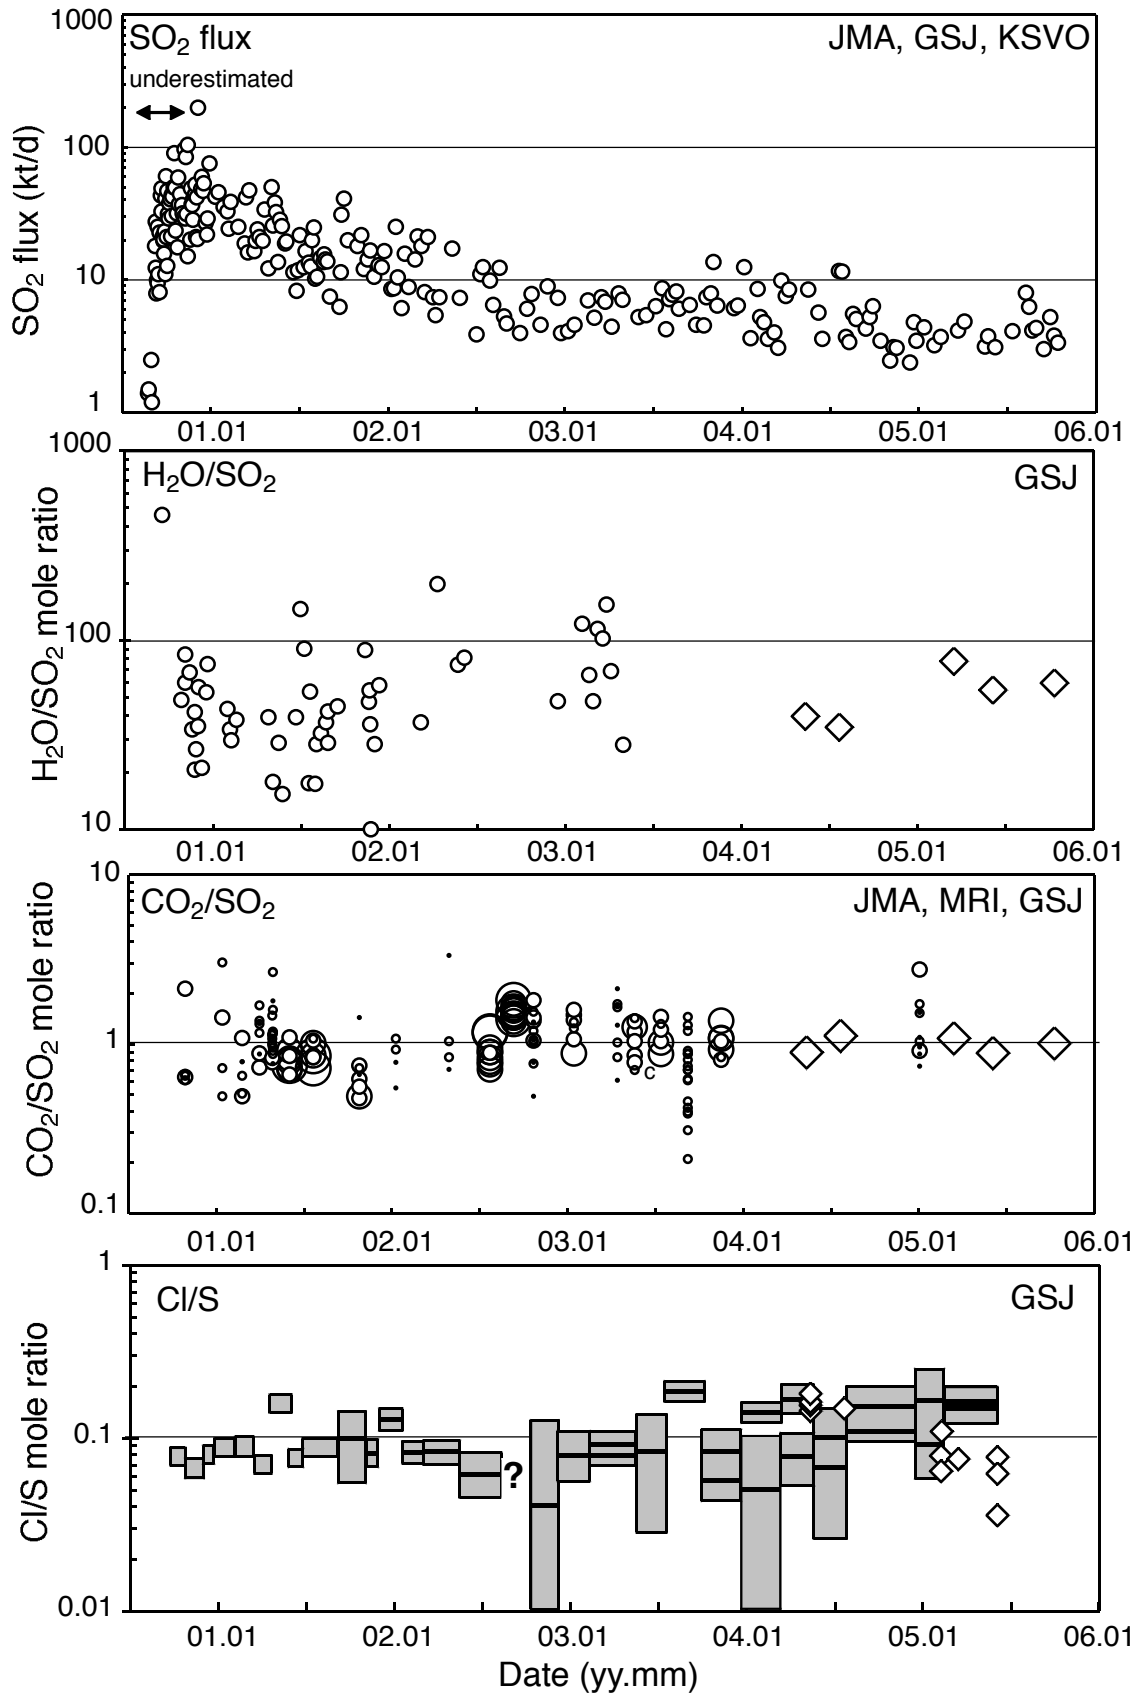 SO₂ flux
JMA, GSJ, KSVO
underestimated
SO₂ flux (kt/d)
1000
100
10
1
01.01 02.01 03.01 04.01 05.01 06.01
H₂O/SO₂
GSJ
H₂O/SO₂ mole ratio
1000
100
10
01.01 02.01 03.01 04.01 05.01 06.01
CO₂/SO₂
JMA, MRI, GSJ
CO₂/SO₂ mole ratio
10
1
0.1
c
01.01 02.01 03.01 04.01 05.01 06.01
Cl/S
GSJ
Cl/S mole ratio
1
0.1
0.01
?
01.01 02.01 03.01 04.01 05.01 06.01
Date (yy.mm)